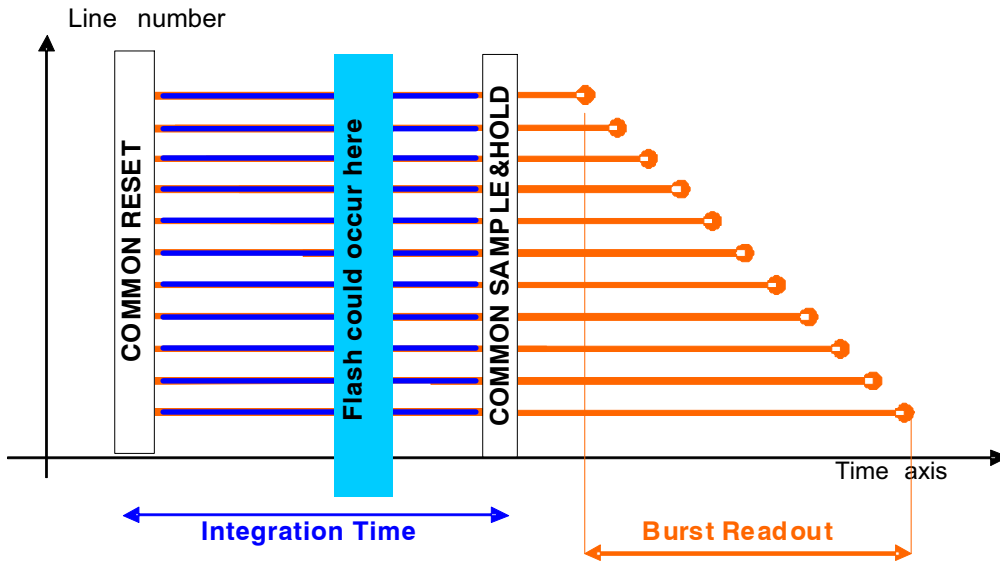 Line number
COMMON RESET
Flash could occur here
COMMON SAMPLE&HOLD
Time axis
Integration Time
Burst Readout